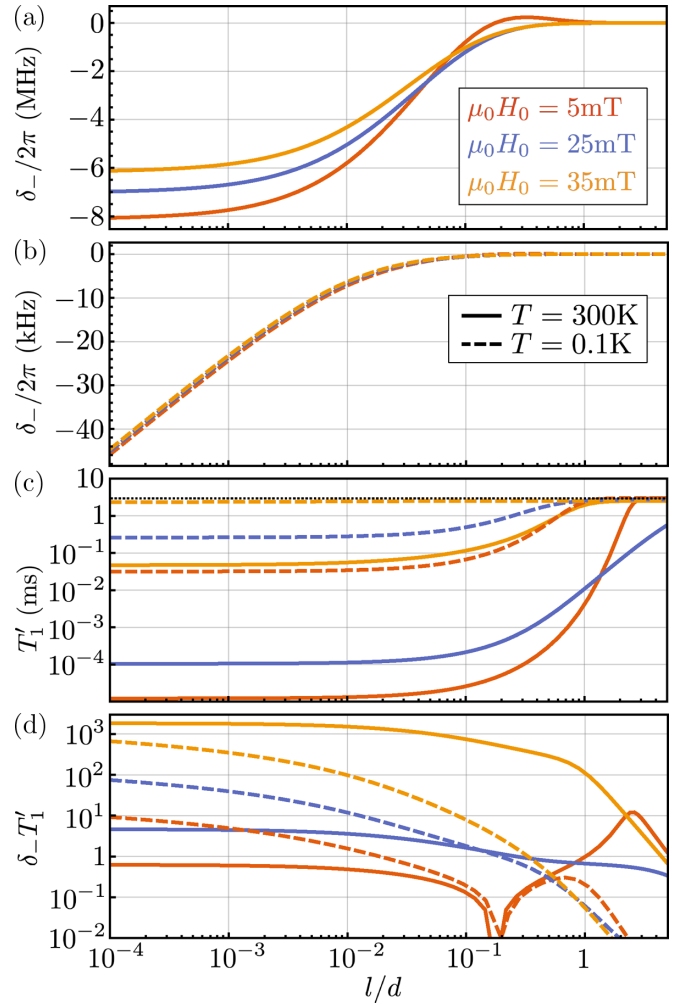 (a)
0
−2
−4
−6
−8
δ₋/2π (MHz)
μ₀H₀ = 5mT
μ₀H₀ = 25mT
μ₀H₀ = 35mT
(b)
0
−10
−20
−30
−40
δ₋/2π (kHz)
T = 300K
T = 0.1K
(c)
10
1
10⁻¹
10⁻²
10⁻³
10⁻⁴
T₁′ (ms)
(d)
10³
10²
10¹
1
10⁻¹
10⁻²
δ₋T₁′
10⁻⁴ 10⁻³ 10⁻² 10⁻¹ 1
l/d